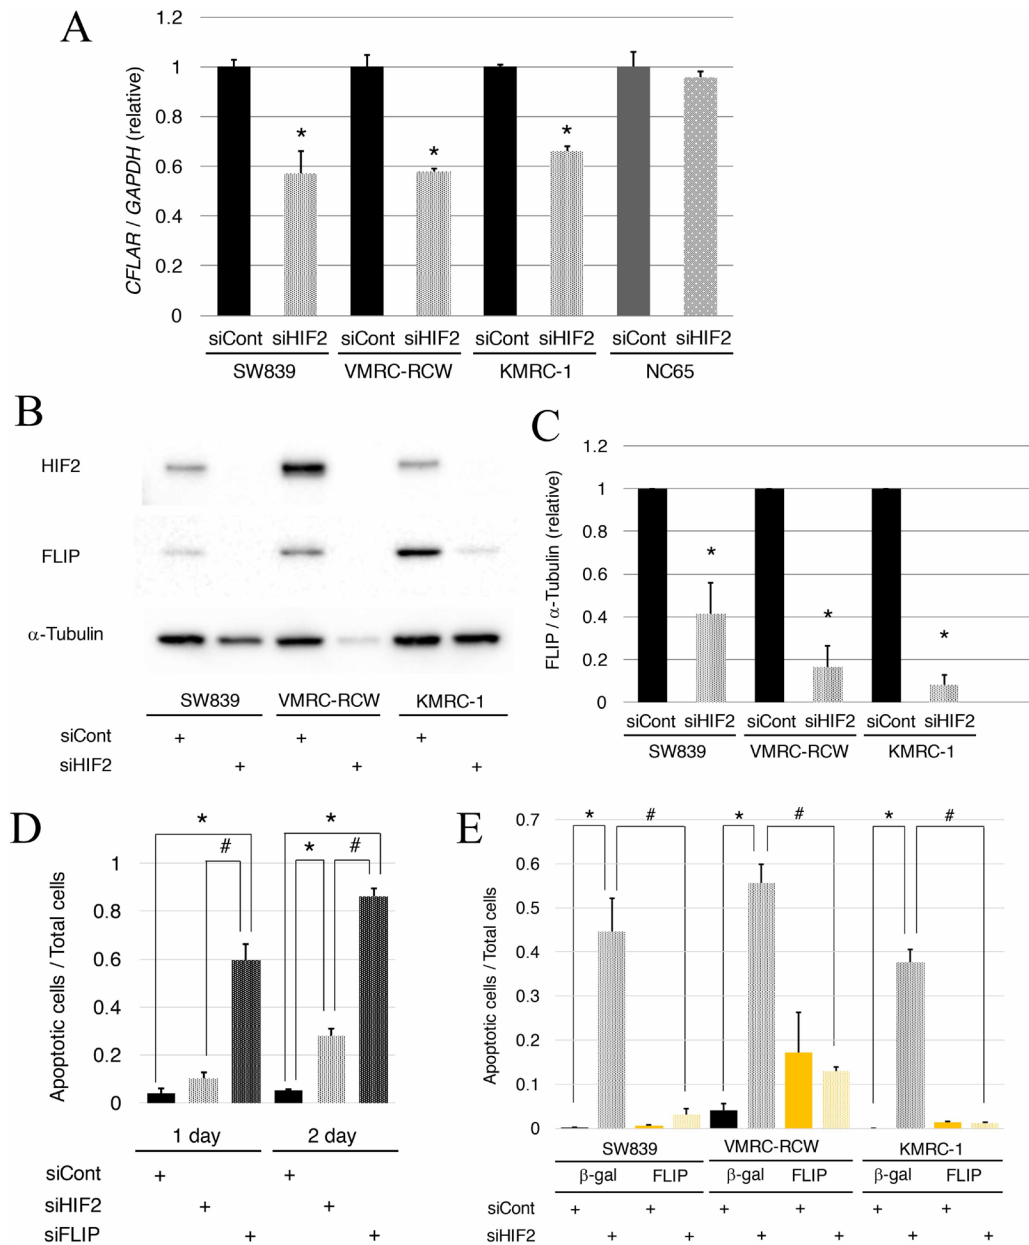 A
CFLAR / GAPDH (relative)
1.2
1
0.8
0.6
0.4
0.2
0
* * *
siCont siHIF2 siCont siHIF2 siCont siHIF2 siCont siHIF2
SW839 VMRC-RCW KMRC-1 NC65
B
HIF2
FLIP
α-Tubulin
SW839 VMRC-RCW KMRC-1
siCont + + +
siHIF2 + + +
C
FLIP / α-Tubulin (relative)
1.2
1
0.8
0.6
0.4
0.2
0
* * *
siCont siHIF2 siCont siHIF2 siCont siHIF2
SW839 VMRC-RCW KMRC-1
D
Apoptotic cells / Total cells
* *
# * #
1
0.8
0.6
0.4
0.2
0
1 day 2 day
siCont + +
siHIF2 + +
siFLIP + +
E
Apoptotic cells / Total cells
0.7
0.6
0.5
0.4
0.3
0.2
0.1
0
* # * # * #
SW839 VMRC-RCW KMRC-1
β-gal FLIP β-gal FLIP β-gal FLIP
siCont + + + + + +
siHIF2 + + + + + +